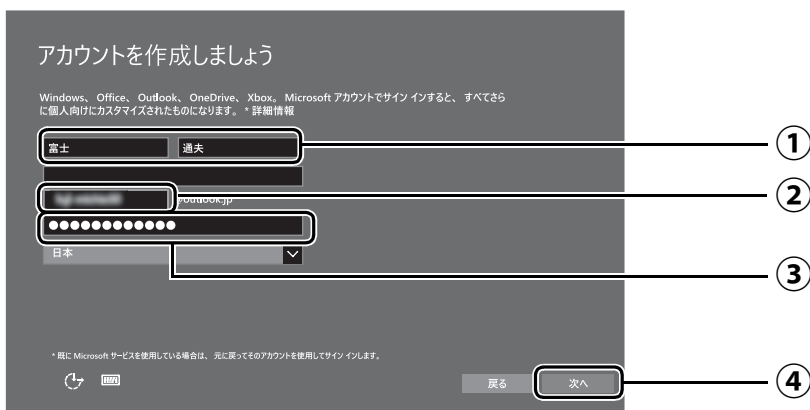 アカウントを作成しましょう
Windows、 Office、 Outlook、 OneDrive、 Xbox。 Microsoft アカウントでサイン インすると、 すべてさら
に個人向けにカスタマイズされたものになります。 * 詳細情報
富士 通夫
①
②
@outlook.jp
●●●●●●●●●●●●
日本
③
* 既に Microsoft サービスを使用している場合は、 元に戻ってそのアカウントを使用してサイン インします。
戻る 次へ
④